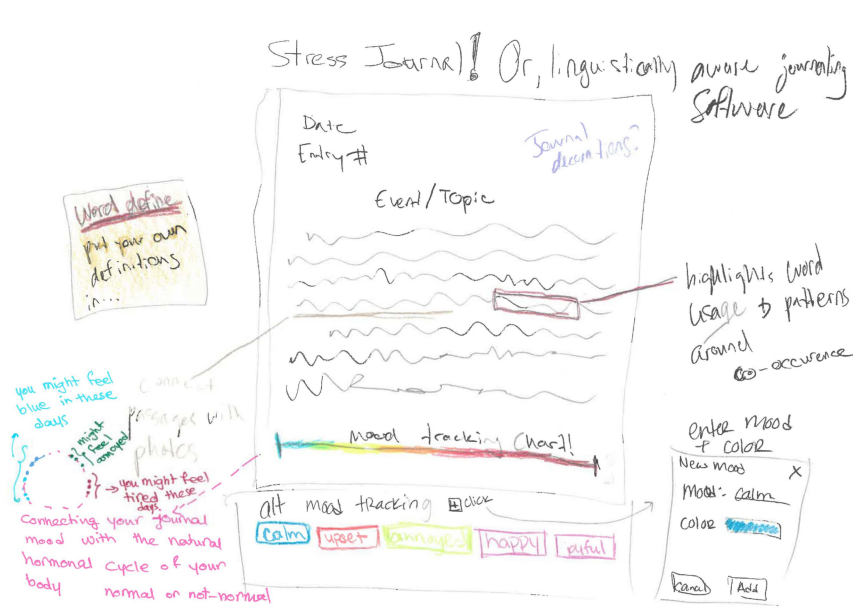 Stress Journal! Or, linguistically aware journaling
Software
Date
Entry #
Journal
decorations?
Event/Topic
Word define
put your own
definitions
in...
highlights word
usage & patterns
around
co-occurence
connect
passages with
photos
you might feel
blue in these
days
might
feel
annoyed
you might feel
tired these
days.
Connecting your journal
mood with the natural
hormonal cycle of your
body
normal or not-normal
Mood tracking Chart!
alt mood tracking + click
calm upset annoyed happy joyful
enter mood
+ color
New mood X
Mood: calm
color
Cancel Add